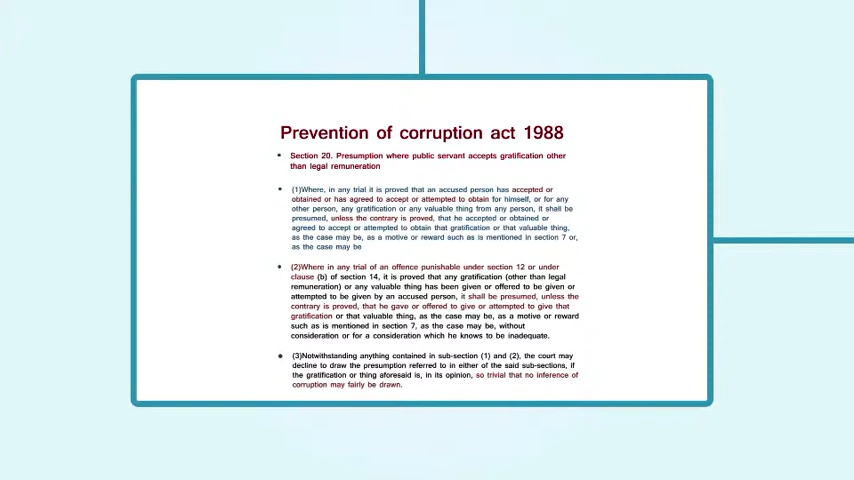 Prevention of corruption act 1988
• Section 20. Presumption where public servant accepts gratification other
than legal remuneration
• (1)Where, in any trial it is proved that an accused person has accepted or
obtained or has agreed to accept or attempted to obtain for himself, or for any
other person, any gratification or any valuable thing from any person, it shall be
presumed, unless the contrary is proved, that he accepted or obtained or
agreed to accept or attempted to obtain that gratification or that valuable thing,
as the case may be, as a motive or reward such as is mentioned in section 7 or,
as the case may be
• (2)Where in any trial of an offence punishable under section 12 or under
clause (b) of section 14, it is proved that any gratification (other than legal
remuneration) or any valuable thing has been given or offered to be given or
attempted to be given by an accused person, it shall be presumed, unless the
contrary is proved, that he gave or offered to give or attempted to give that
gratification or that valuable thing, as the case may be, as a motive or reward
such as is mentioned in section 7, as the case may be, without
consideration or for a consideration which he knows to be inadequate.
• (3)Notwithstanding anything contained in sub-section (1) and (2), the court may
decline to draw the presumption referred to in either of the said sub-sections, if
the gratification or thing aforesaid is, in its opinion, so trivial that no inference of
corruption may fairly be drawn.